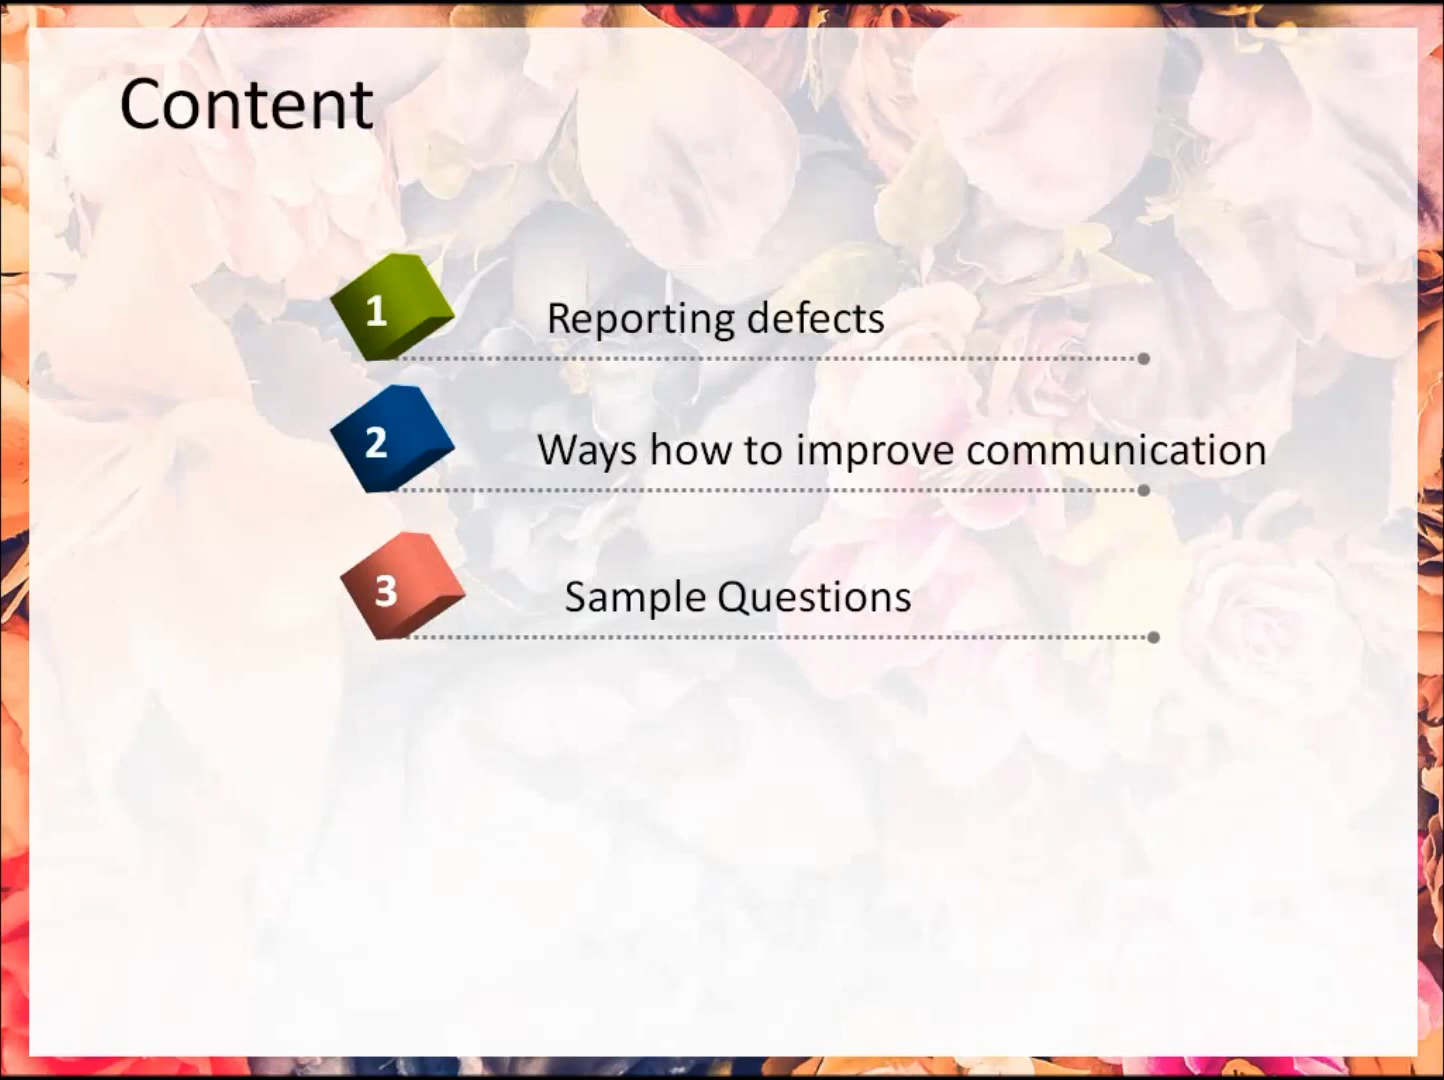 Content
1 Reporting defects
2 Ways how to improve communication
3 Sample Questions